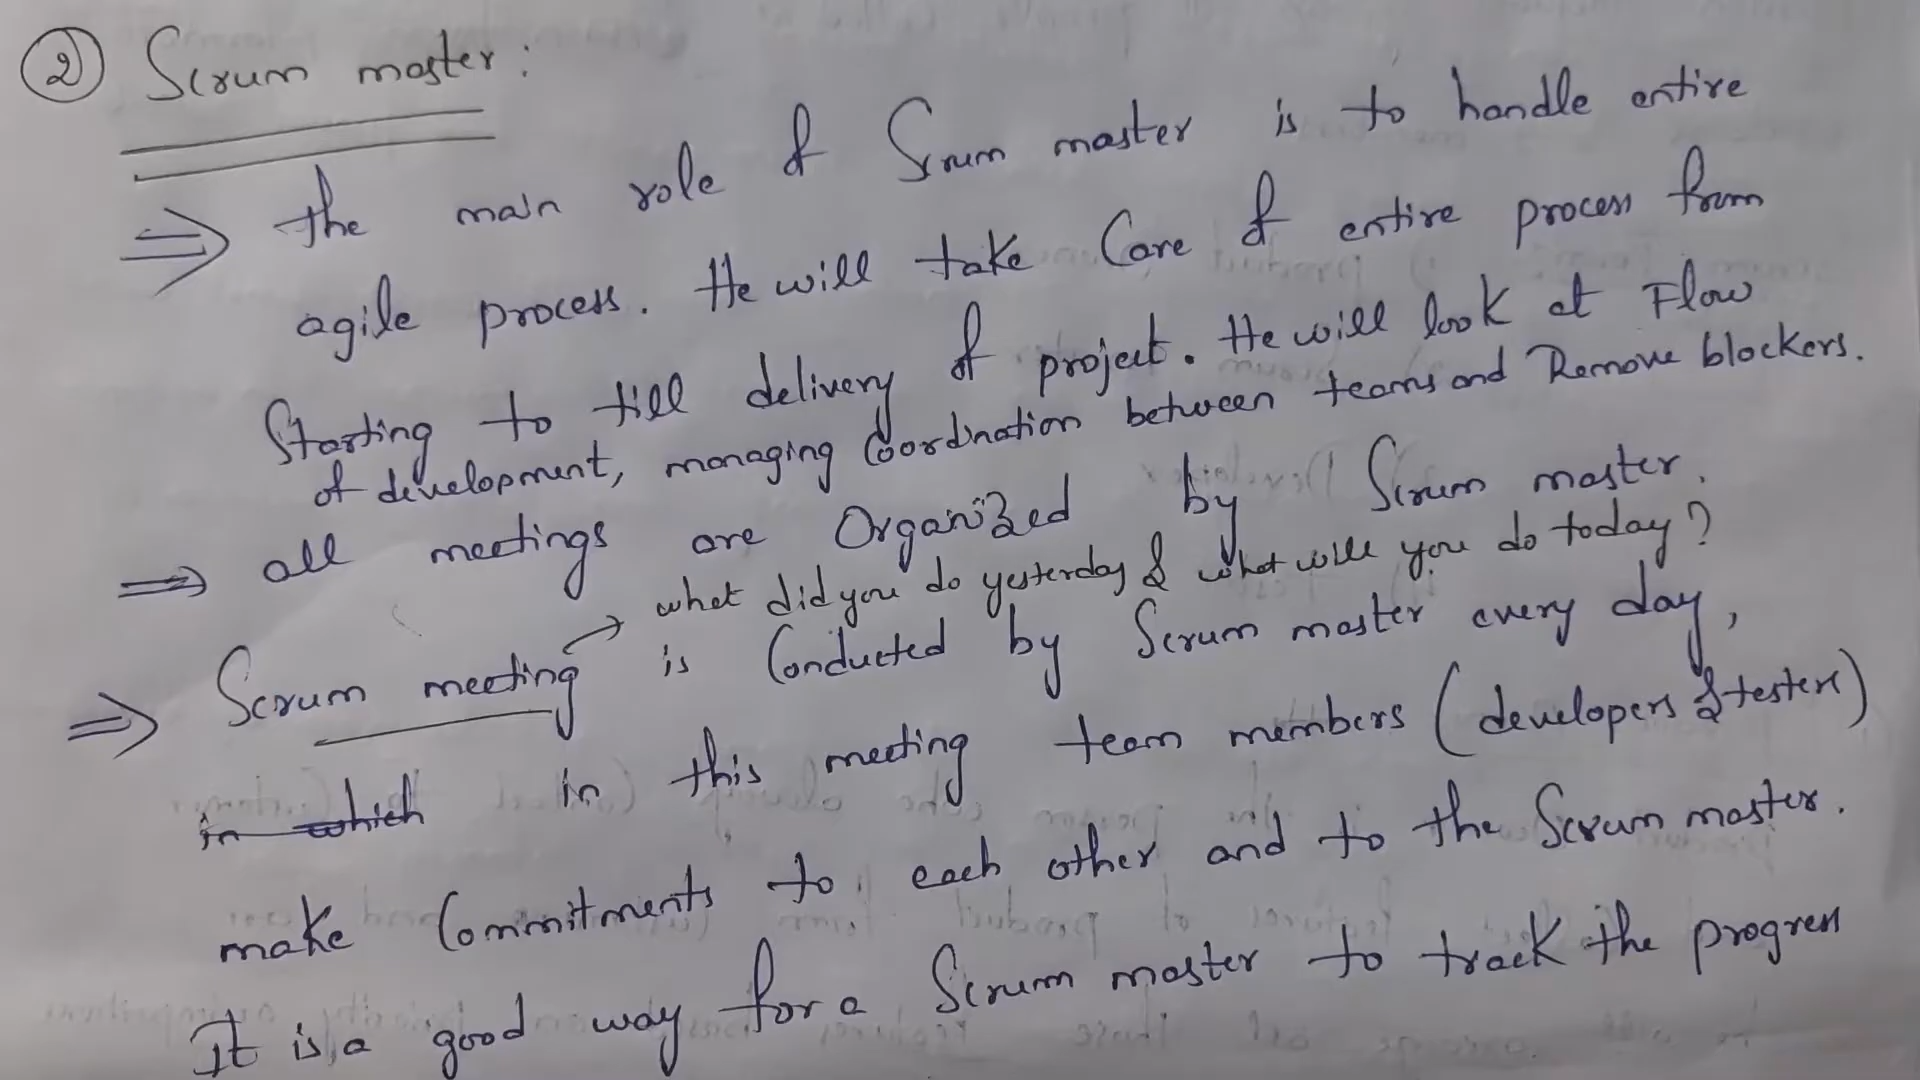 ② Scrum master:
⇒ the main role of Scrum master is to handle entire
agile process. He will take Care of entire process from
Starting to till delivery of project. He will look at Flow
of development, managing Coordination between teams and Remove blockers.
⇒ all meetings are Organized by Scrum master.
→ what did you do yesterday & what will you do today?
⇒ Scrum meeting is Conducted by Scrum master every day,
in which in this meeting team members (developers & testers)
make Commitments to each other and to the Scrum master.
It is a good way for a Scrum master to track the progress